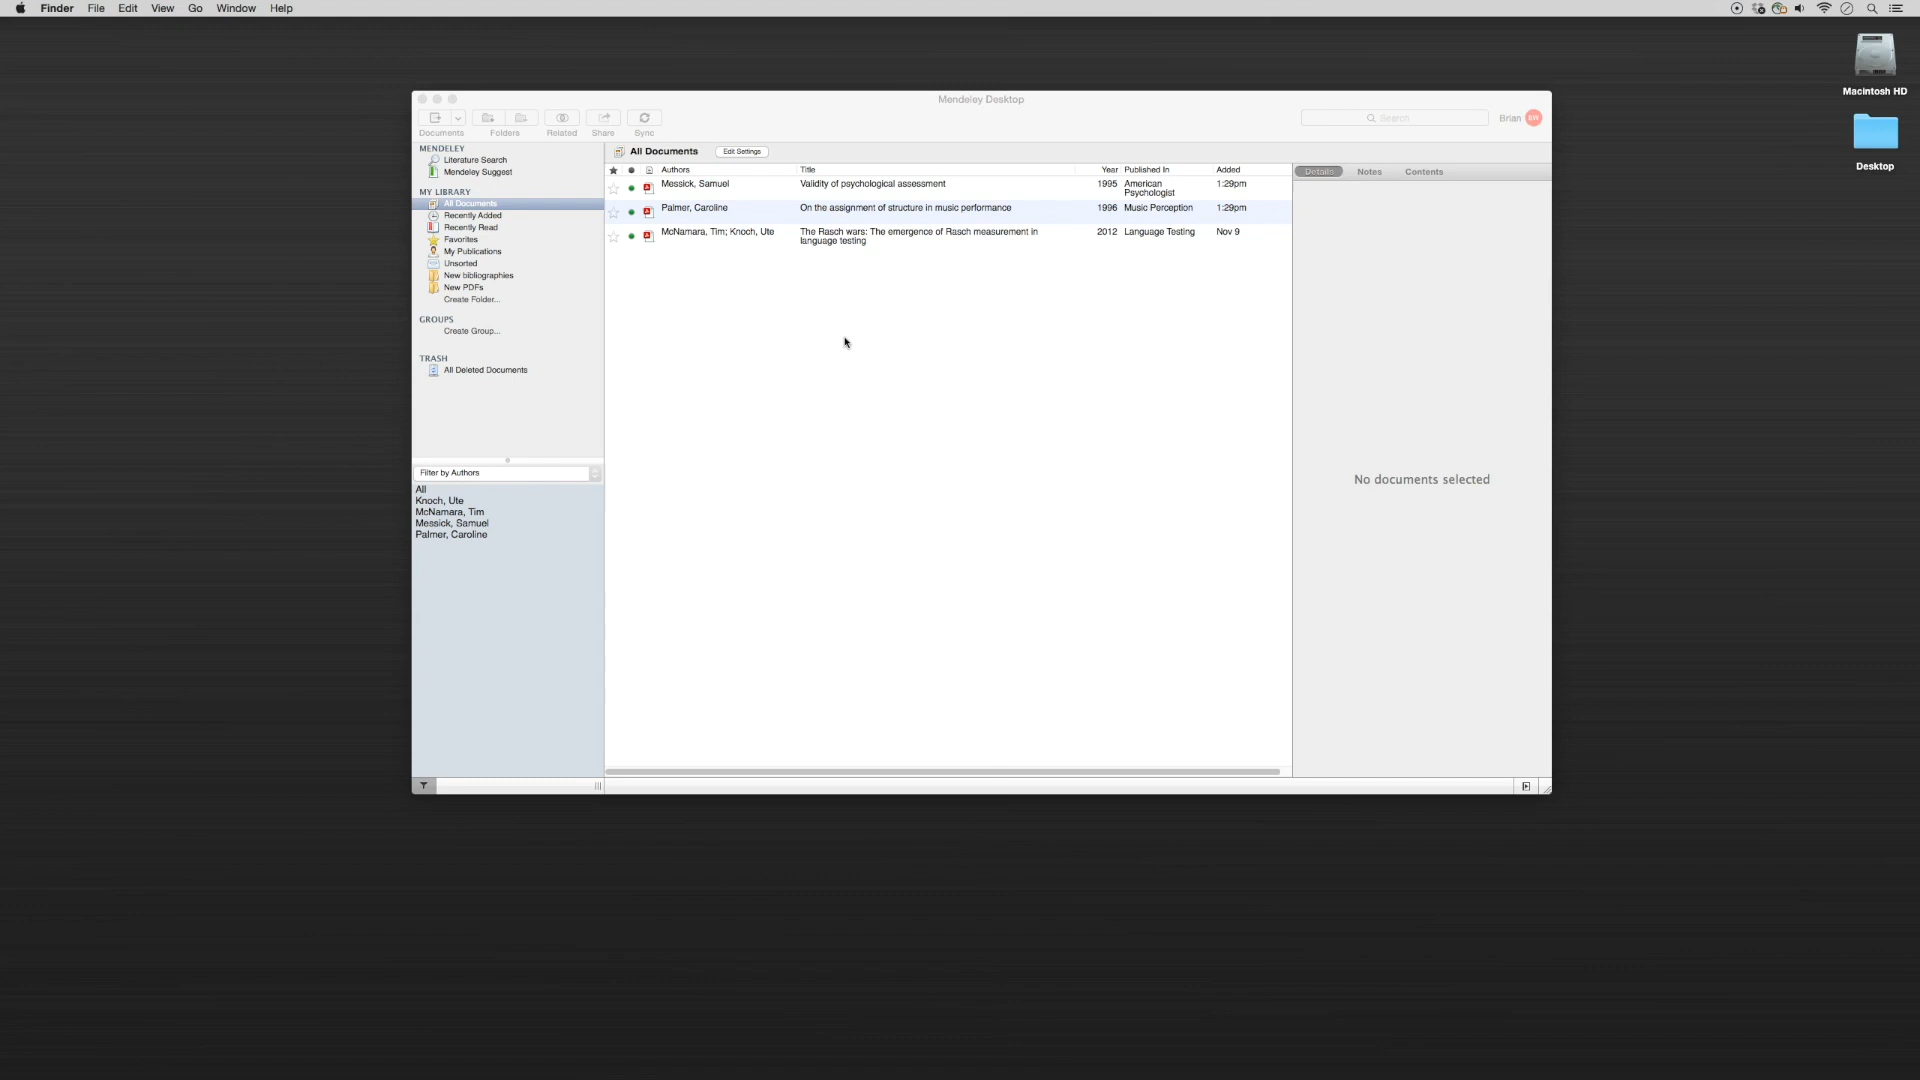 Finder File Edit View Go Window Help
Macintosh HD
Desktop
Mendeley Desktop
Documents Folders Related Share Sync
Search
Brian BW
MENDELEY
Literature Search
Mendeley Suggest
MY LIBRARY
All Documents
Recently Added
Recently Read
Favorites
My Publications
Unsorted
New bibliographies
New PDFs
Create Folder...
GROUPS
Create Group...
TRASH
All Deleted Documents
Filter by Authors
All
Knoch, Ute
McNamara, Tim
Messick, Samuel
Palmer, Caroline
All Documents Edit Settings
Authors Title Year Published In Added
Messick, Samuel Validity of psychological assessment 1995 American 1:29pm
Psychologist
Palmer, Caroline On the assignment of structure in music performance 1996 Music Perception 1:29pm
McNamara, Tim; Knoch, Ute The Rasch wars: The emergence of Rasch measurement in 2012 Language Testing Nov 9
language testing
Details Notes Contents
No documents selected